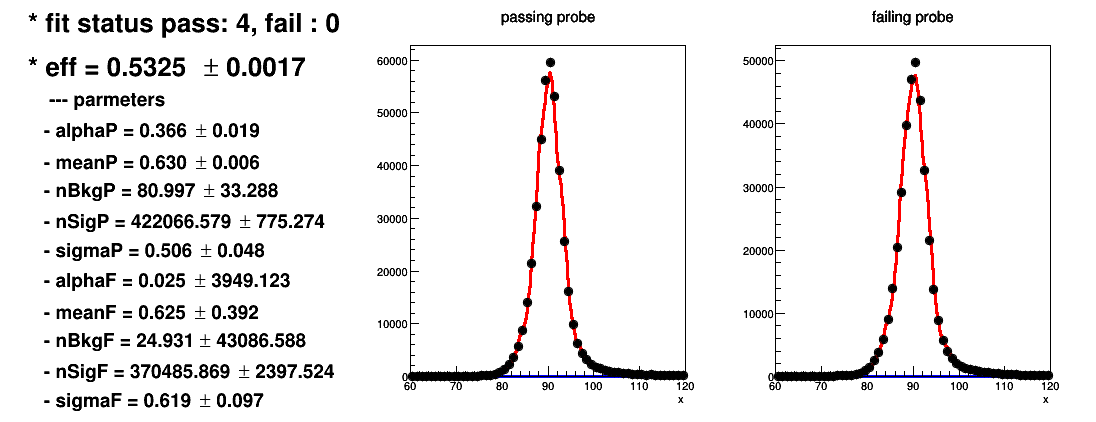 * fit status pass: 4, fail : 0
* eff = 0.5325 ± 0.0017
--- parmeters
- alphaP = 0.366 ± 0.019
- meanP = 0.630 ± 0.006
- nBkgP = 80.997 ± 33.288
- nSigP = 422066.579 ± 775.274
- sigmaP = 0.506 ± 0.048
- alphaF = 0.025 ± 3949.123
- meanF = 0.625 ± 0.392
- nBkgF = 24.931 ± 43086.588
- nSigF = 370485.869 ± 2397.524
- sigmaF = 0.619 ± 0.097
passing probe
60000
50000
40000
30000
20000
10000
0
60 70 80 90 100 110 120
x
failing probe
50000
40000
30000
20000
10000
0
60 70 80 90 100 110 120
x